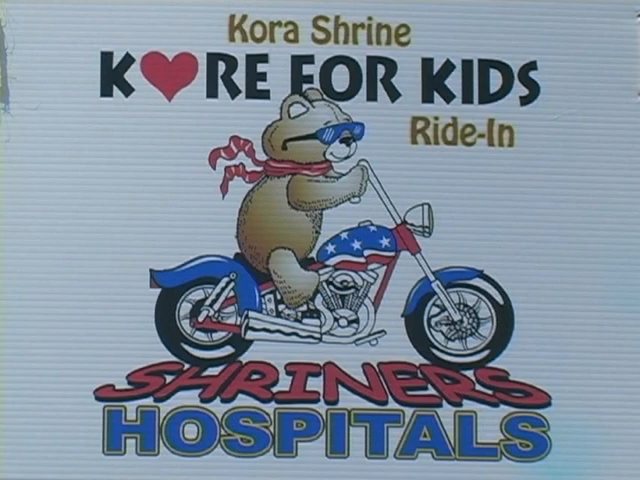 Kora Shrine
K♥RE FOR KIDS
Ride-In
SHRINERS
HOSPITALS